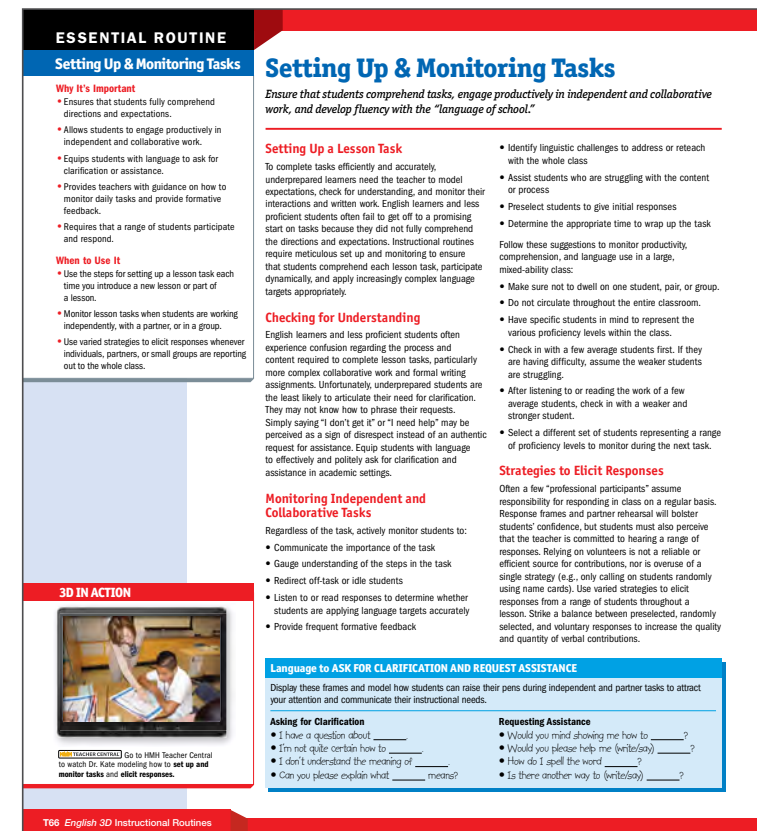 ESSENTIAL ROUTINE
Setting Up & Monitoring Tasks
Why It's Important
• Ensures that students fully comprehend
directions and expectations.
• Allows students to engage productively in
independent and collaborative work.
• Equips students with language to ask for
clarification or assistance.
• Provides teachers with guidance on how to
monitor daily tasks and provide formative
feedback.
• Requires that a range of students participate
and respond.
When to Use It
• Use the steps for setting up a lesson task each
time you introduce a new lesson or part of
a lesson.
• Monitor lesson tasks when students are working
independently, with a partner, or in a group.
• Use varied strategies to elicit responses whenever
individuals, partners, or small groups are reporting
out to the whole class.
3D IN ACTION
HMH TEACHER CENTRAL Go to HMH Teacher Central
to watch Dr. Kate modeling how to set up and
monitor tasks and elicit responses.
Setting Up & Monitoring Tasks
Ensure that students comprehend tasks, engage productively in independent and collaborative
work, and develop fluency with the “language of school.”
Setting Up a Lesson Task
To complete tasks efficiently and accurately,
underprepared learners need the teacher to model
expectations, check for understanding, and monitor their
interactions and written work. English learners and less
proficient students often fail to get off to a promising
start on tasks because they did not fully comprehend
the directions and expectations. Instructional routines
require meticulous set up and monitoring to ensure
that students comprehend each lesson task, participate
dynamically, and apply increasingly complex language
targets appropriately.
Checking for Understanding
English learners and less proficient students often
experience confusion regarding the process and
content required to complete lesson tasks, particularly
more complex collaborative work and formal writing
assignments. Unfortunately, underprepared students are
the least likely to articulate their need for clarification.
They may not know how to phrase their requests.
Simply saying “I don't get it” or “I need help” may be
perceived as a sign of disrespect instead of an authentic
request for assistance. Equip students with language
to effectively and politely ask for clarification and
assistance in academic settings.
Monitoring Independent and
Collaborative Tasks
Regardless of the task, actively monitor students to:
• Communicate the importance of the task
• Gauge understanding of the steps in the task
• Redirect off-task or idle students
• Listen to or read responses to determine whether
students are applying language targets accurately
• Provide frequent formative feedback
• Identify linguistic challenges to address or reteach
with the whole class
• Assist students who are struggling with the content
or process
• Preselect students to give initial responses
• Determine the appropriate time to wrap up the task
Follow these suggestions to monitor productivity,
comprehension, and language use in a large,
mixed-ability class:
• Make sure not to dwell on one student, pair, or group.
• Do not circulate throughout the entire classroom.
• Have specific students in mind to represent the
various proficiency levels within the class.
• Check in with a few average students first. If they
are having difficulty, assume the weaker students
are struggling.
• After listening to or reading the work of a few
average students, check in with a weaker and
stronger student.
• Select a different set of students representing a range
of proficiency levels to monitor during the next task.
Strategies to Elicit Responses
Often a few “professional participants” assume
responsibility for responding in class on a regular basis.
Response frames and partner rehearsal will bolster
students' confidence, but students must also perceive
that the teacher is committed to hearing a range of
responses. Relying on volunteers is not a reliable or
efficient source for contributions, nor is overuse of a
single strategy (e.g., only calling on students randomly
using name cards). Use varied strategies to elicit
responses from a range of students throughout a
lesson. Strike a balance between preselected, randomly
selected, and voluntary responses to increase the quality
and quantity of verbal contributions.
Language to ASK FOR CLARIFICATION AND REQUEST ASSISTANCE
Display these frames and model how students can raise their pens during independent and partner tasks to attract
your attention and communicate their instructional needs.
Asking for Clarification
• I have a question about ______.
• I'm not quite certain how to ______.
• I don't understand the meaning of ______.
• Can you please explain what ______ means?
Requesting Assistance
• Would you mind showing me how to ______?
• Would you please help me (write/say) ______?
• How do I spell the word ______?
• Is there another way to (write/say) ______?
T66 English 3D Instructional Routines